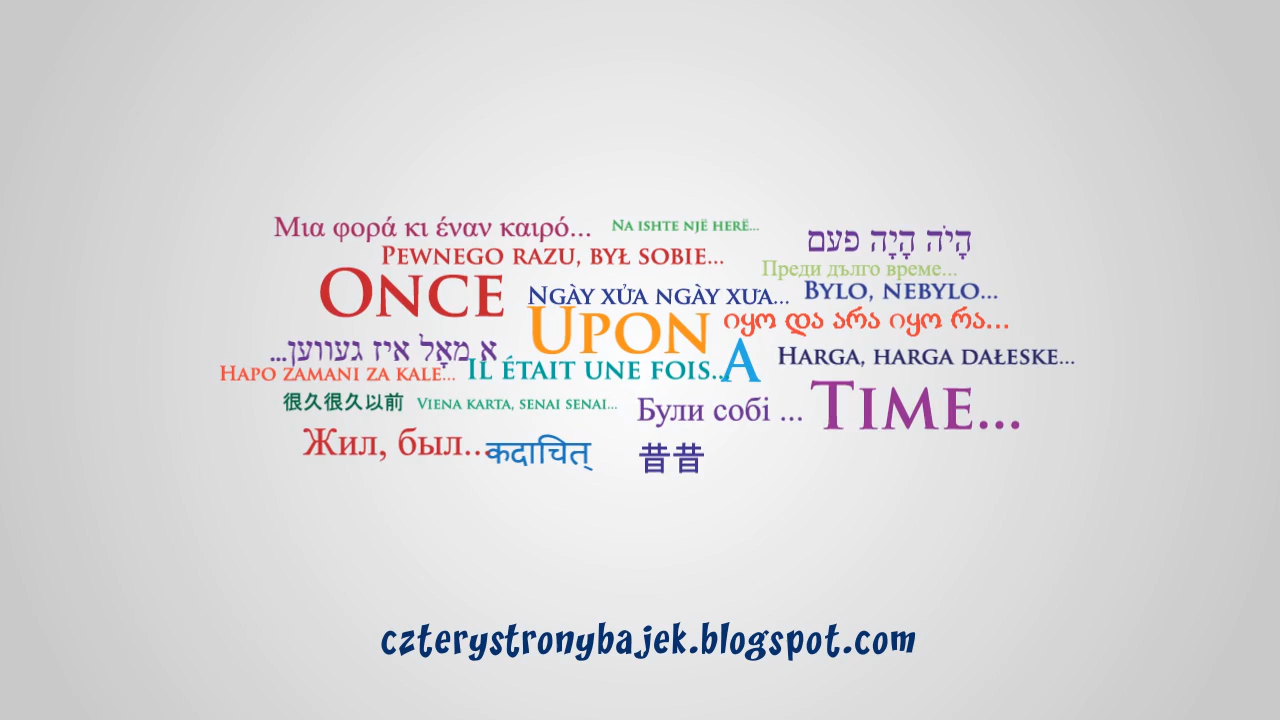 Μια φορά κι έναν καιρό...
Na ishte një herë...
הָיֹה הָיָה פעם
Pewnego razu, był sobie...
Преди дълго време...
Once
Ngày xửa ngày xưa...
Bylo, nebylo...
Upon
იყო და არა იყო რა...
א מאָל איז געווען...
A
Harga, harga dałeske...
Hapo zamani za kale...
Il était une fois...
很久很久以前
Viena karta, senai senai...
Були собі ...
Time...
Жил, был...
कदाचित्
昔昔
czterystronybajek.blogspot.com